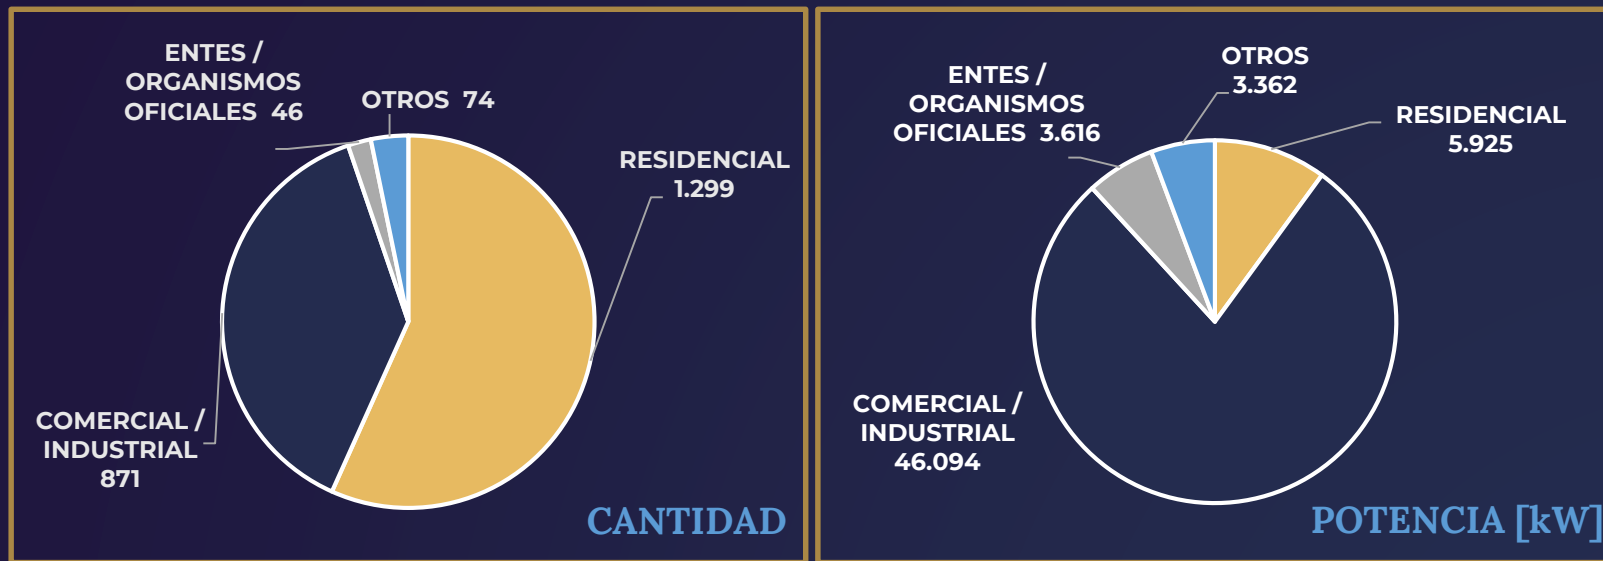 ENTES /
ORGANISMOS
OFICIALES 46
OTROS 74
RESIDENCIAL
1.299
COMERCIAL /
INDUSTRIAL
871
CANTIDAD
ENTES /
ORGANISMOS
OFICIALES 3.616
OTROS
3.362
RESIDENCIAL
5.925
COMERCIAL /
INDUSTRIAL
46.094
POTENCIA [kW]